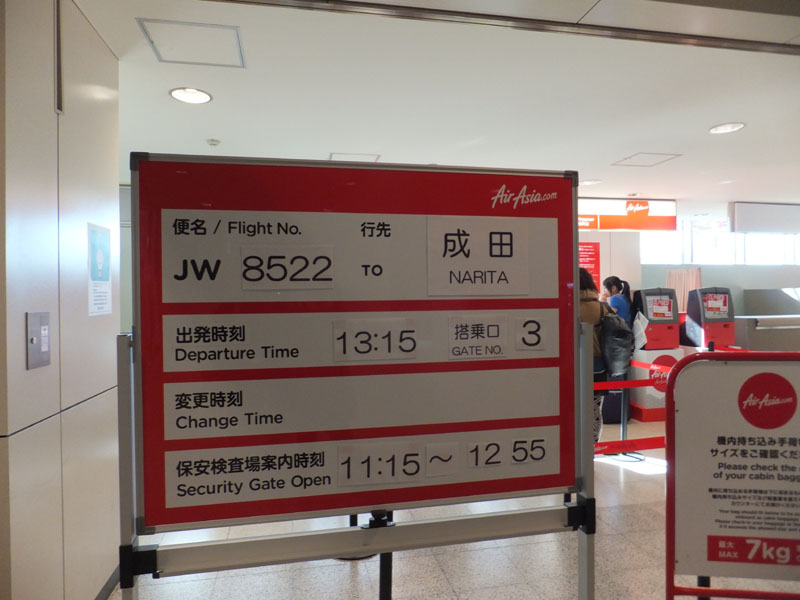 AirAsia.com
便名 / Flight No.
行先
JW 8522
TO
成田
NARITA
出発時刻
Departure Time
13:15
搭乗口
GATE NO.
3
変更時刻
Change Time
保安検査場案内時刻
Security Gate Open
11:15 ～ 12 55
AirAsia
AirAsia.com
機内持ち込み手荷
サイズをご確認くだ
Please check the
of your cabin bagg
最大
MAX 7kg